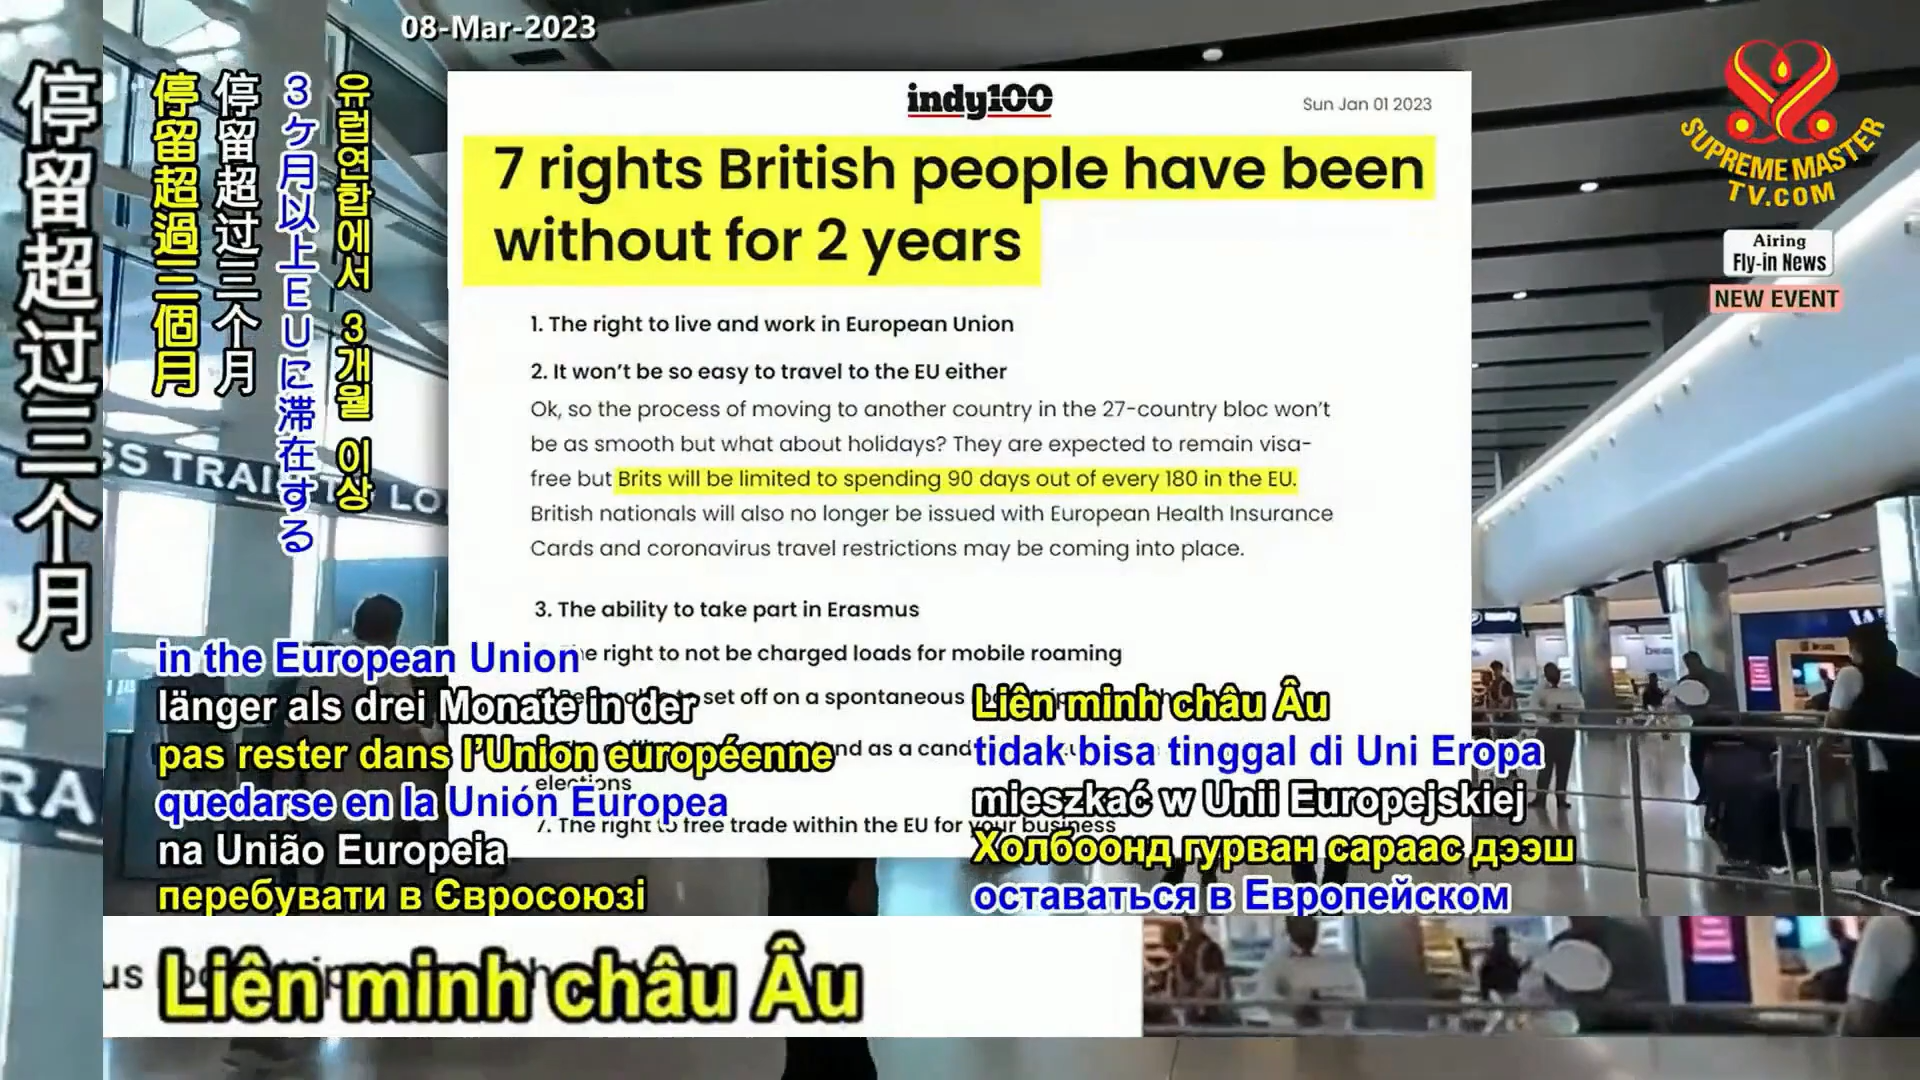 08-Mar-2023
停留超过三个月
停留超過三個月
停留超过三个月
3ヶ月以上EUに滞在する
유럽연합에서 3개월 이상
indy100
Sun Jan 01 2023
7 rights British people have been
without for 2 years
1. The right to live and work in European Union
2. It won't be so easy to travel to the EU either
Ok, so the process of moving to another country in the 27-country bloc won't
be as smooth but what about holidays? They are expected to remain visa-
free but Brits will be limited to spending 90 days out of every 180 in the EU.
British nationals will also no longer be issued with European Health Insurance
Cards and coronavirus travel restrictions may be coming into place.
3. The ability to take part in Erasmus
right to not be charged loads for mobile roaming
set off on a spontaneous
as a
elections
7. The right to free trade within the EU for your business
SUPREME MASTER
TV.COM
Airing
Fly-in News
NEW EVENT
in the European Union
länger als drei Monate in der
pas rester dans l'Union européenne
quedarse en la Unión Europea
na União Europeia
перебувати в Євросоюзі
Liên minh châu Âu
tidak bisa tinggal di Uni Eropa
mieszkać w Unii Europejskiej
Холбоонд гурван сараас дээш
оставаться в Европейском
Liên minh châu Âu